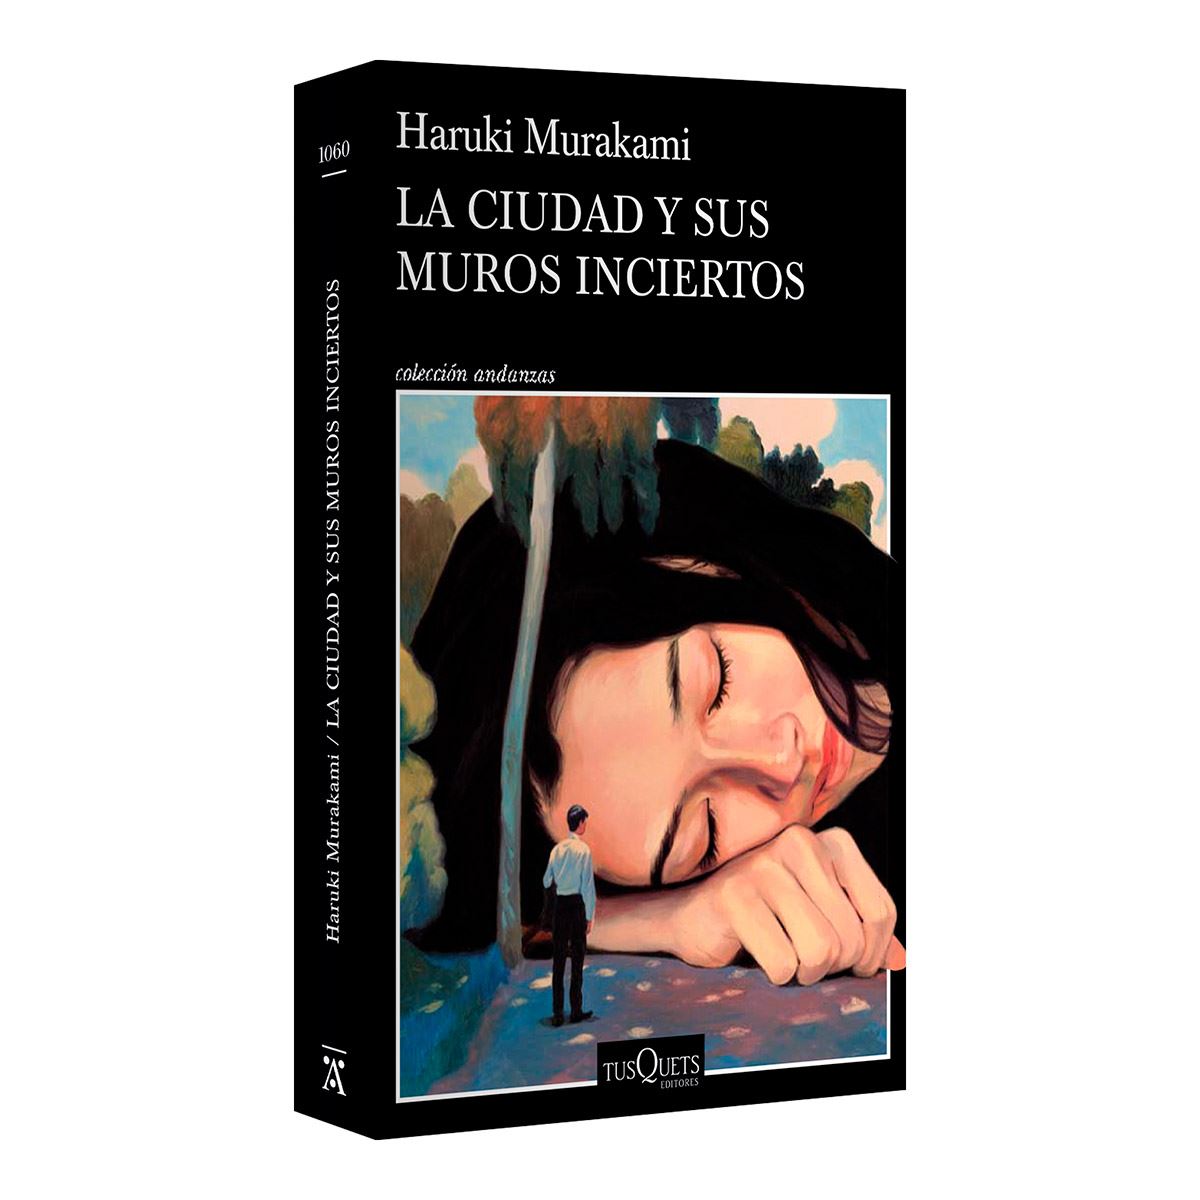 1060
Haruki Murakami / LA CIUDAD Y SUS MUROS INCIERTOS
Haruki Murakami
LA CIUDAD Y SUS
MUROS INCIERTOS
colección andanzas
TUSQUETS
EDITORES